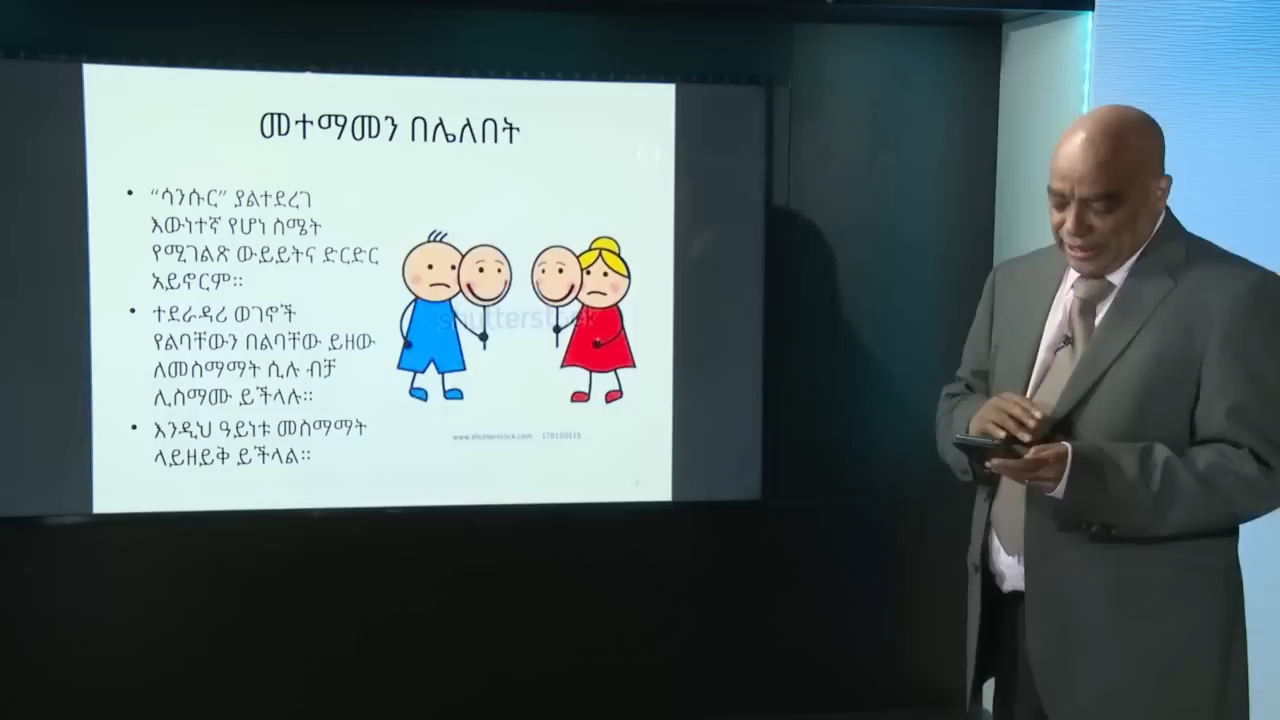 መተማመን በሌለበት
• “ሳንሱር” ያልተደረገ
እውነተኛ የሆነ ስሜት
የሚገልጽ ውይይትና ድርድር
አይኖርም።
• ተደራዳሪ ወገኖች
የልባቸውን በልባቸው ይዘው
ለመስማማት ሲሉ ብቻ
ሊስማሙ ይችላሉ።
• እንዲህ ዓይነቱ መስማማት
ላይዘይቅ ይችላል።
shutterstock
www.shutterstock.com